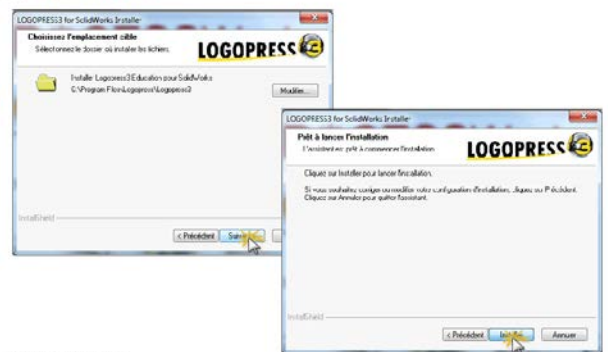 LOGOPRESS3 for SolidWorks Installer
Choisissez l'emplacement cible
Sélectionnez le dossier où installer les fichiers.
LOGOPRESS3
Installer Logopress3 Education pour SolidWorks
C:\Program Files\Logopress\Logopress3
Modifier...
InstallShield
< Précédent
LOGOPRESS3 for SolidWorks Installer
Prêt à lancer l'installation
L'assistant est prêt à commencer l'installation.
LOGOPRESS3
Cliquez sur Installer pour lancer l'installation.
Si vous souhaitez corriger ou modifier votre configuration d'installation, cliquez sur Précédent.
Cliquez sur Annuler pour quitter l'assistant.
InstallShield
< Précédent Annuler